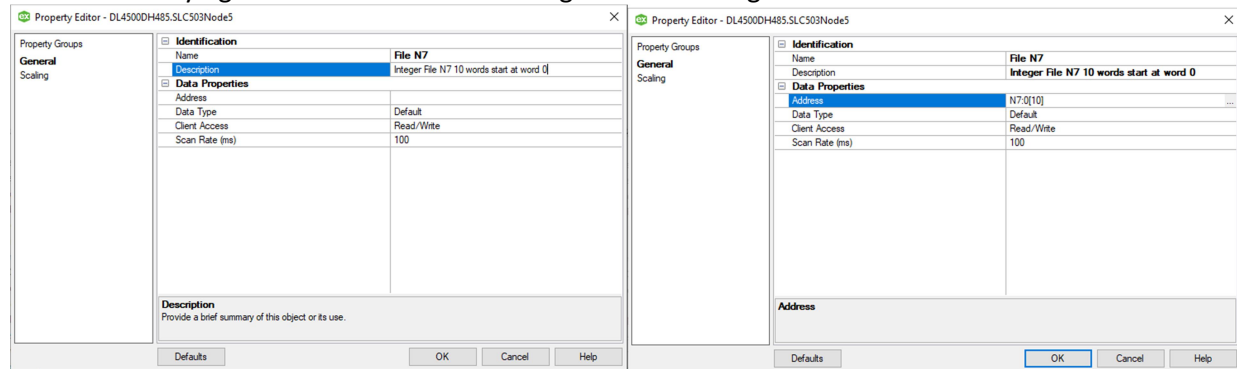 Property Editor - DL4500DH485.SLC503Node5
Property Groups
General
Scaling
Identification
Name File N7
Description Integer File N7 10 words start at word 0
Data Properties
Address
Data Type Default
Client Access Read/Write
Scan Rate (ms) 100
Description
Provide a brief summary of this object or its use.
Defaults OK Cancel Help
Property Editor - DL4500DH485.SLC503Node5
Property Groups
General
Scaling
Identification
Name File N7
Description Integer File N7 10 words start at word 0
Data Properties
Address N7:0[10] ...
Data Type Default
Client Access Read/Write
Scan Rate (ms) 100
Address
Defaults OK Cancel Help